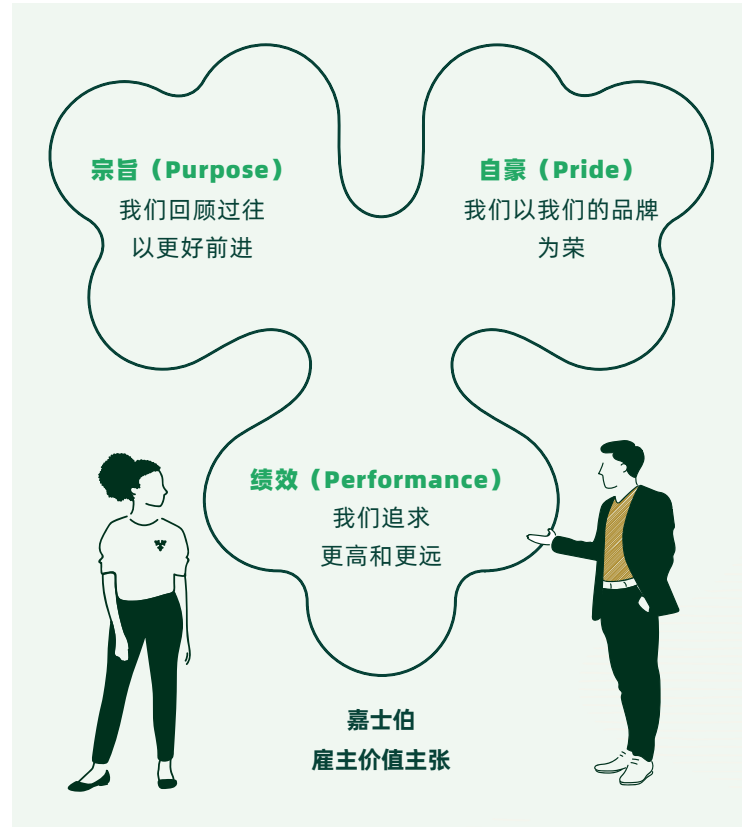 宗旨（Purpose）
我们回顾过往
以更好前进
自豪（Pride）
我们以我们的品牌
为荣
绩效（Performance）
我们追求
更高和更远
嘉士伯
雇主价值主张